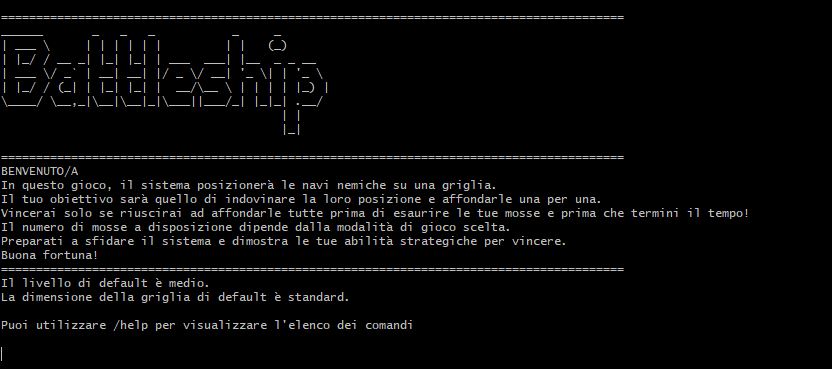 Battleship
BENVENUTO/A
In questo gioco, il sistema posizionerà le navi nemiche su una griglia.
Il tuo obiettivo sarà quello di indovinare la loro posizione e affondarle una per una.
Vincerai solo se riuscirai ad affondarle tutte prima di esaurire le tue mosse e prima che termini il tempo!
Il numero di mosse a disposizione dipende dalla modalità di gioco scelta.
Preparati a sfidare il sistema e dimostra le tue abilità strategiche per vincere.
Buona fortuna!
Il livello di default è medio.
La dimensione della griglia di default è standard.
Puoi utilizzare /help per visualizzare l'elenco dei comandi